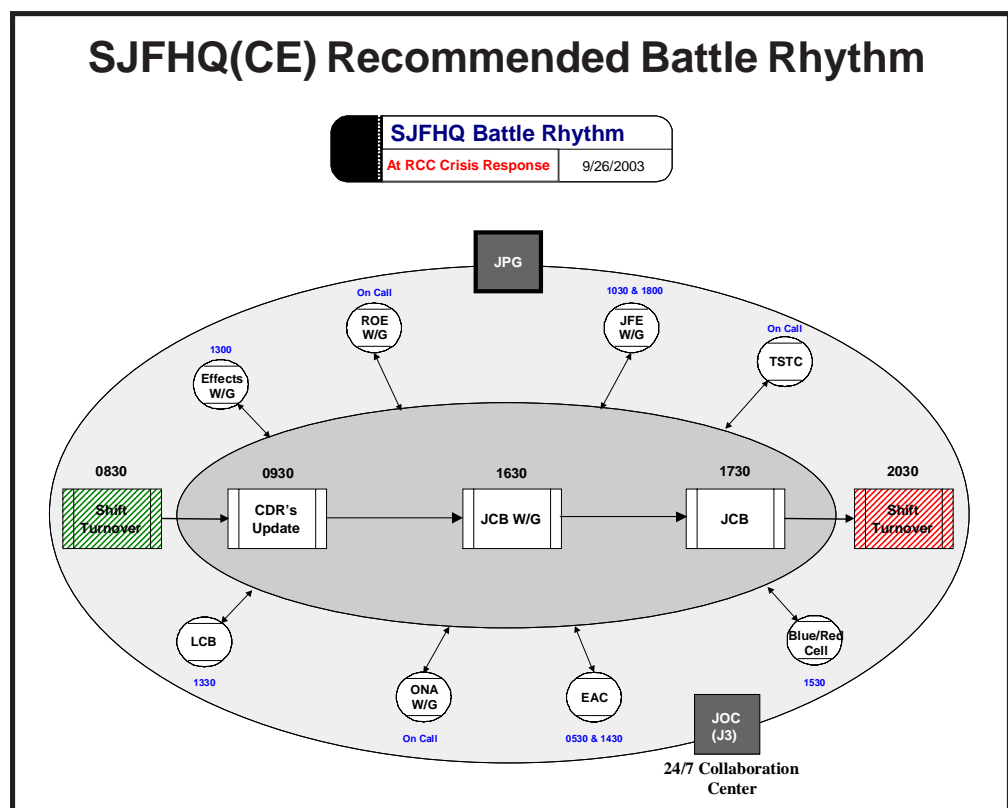 SJFHQ(CE) Recommended Battle Rhythm
SJFHQ Battle Rhythm
At RCC Crisis Response
9/26/2003
JPG
On Call
ROE
W/G
1030 & 1800
JFE
W/G
On Call
TSTC
1300
Effects
W/G
0830
Shift
Turnover
0930
CDR's
Update
1630
JCB W/G
1730
JCB
2030
Shift
Turnover
LCB
1330
ONA
W/G
On Call
EAC
0530 & 1430
Blue/Red
Cell
1530
JOC
(J3)
24/7 Collaboration
Center